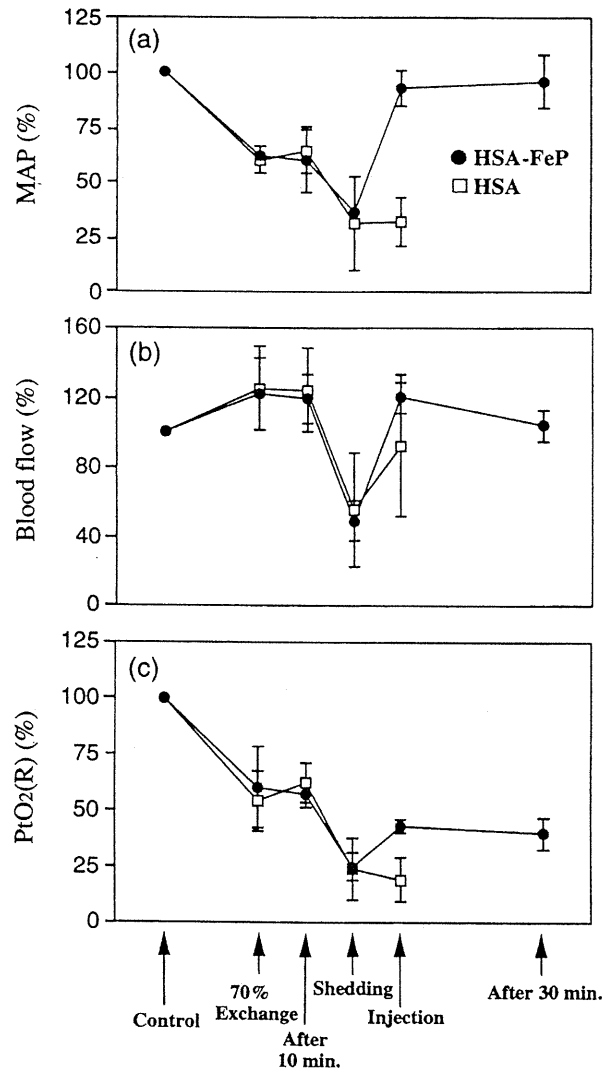 125
(a)
100
75
50
25
0
MAP (%)
HSA-FeP
HSA
160
(b)
120
80
40
0
Blood flow (%)
125
(c)
100
75
50
25
0
PtO2(R) (%)
Control
70%
Exchange
After
10 min.
Shedding
Injection
After 30 min.